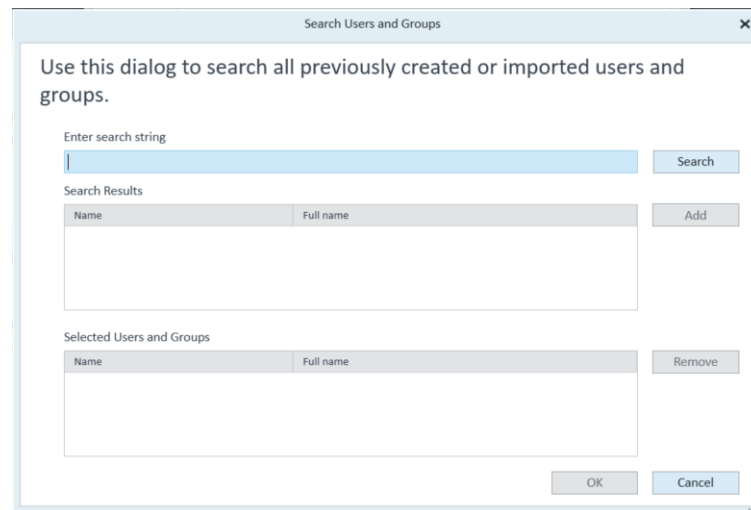 Search Users and Groups
Use this dialog to search all previously created or imported users and
groups.
Enter search string
Search
Search Results
Name Full name
Add
Selected Users and Groups
Name Full name
Remove
OK Cancel